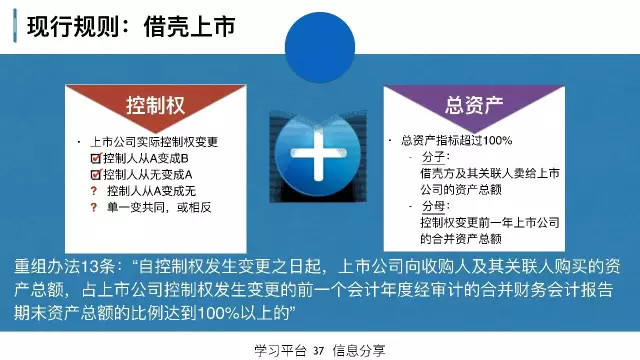 现行规则：借壳上市
控制权
· 上市公司实际控制权变更
控制人从A变成B
控制人从无变成A
? 控制人从A变成无
? 单一变共同，或相反
总资产
· 总资产指标超过100%
- 分子：
借壳方及其关联人卖给上市
公司的资产总额
- 分母：
控制权变更前一年上市公司
的合并资产总额
重组办法13条：“自控制权发生变更之日起，上市公司向收购人及其关联人购买的资
产总额，占上市公司控制权发生变更的前一个会计年度经审计的合并财务会计报告
期末资产总额的比例达到100%以上的”
学习平台 37 信息分享